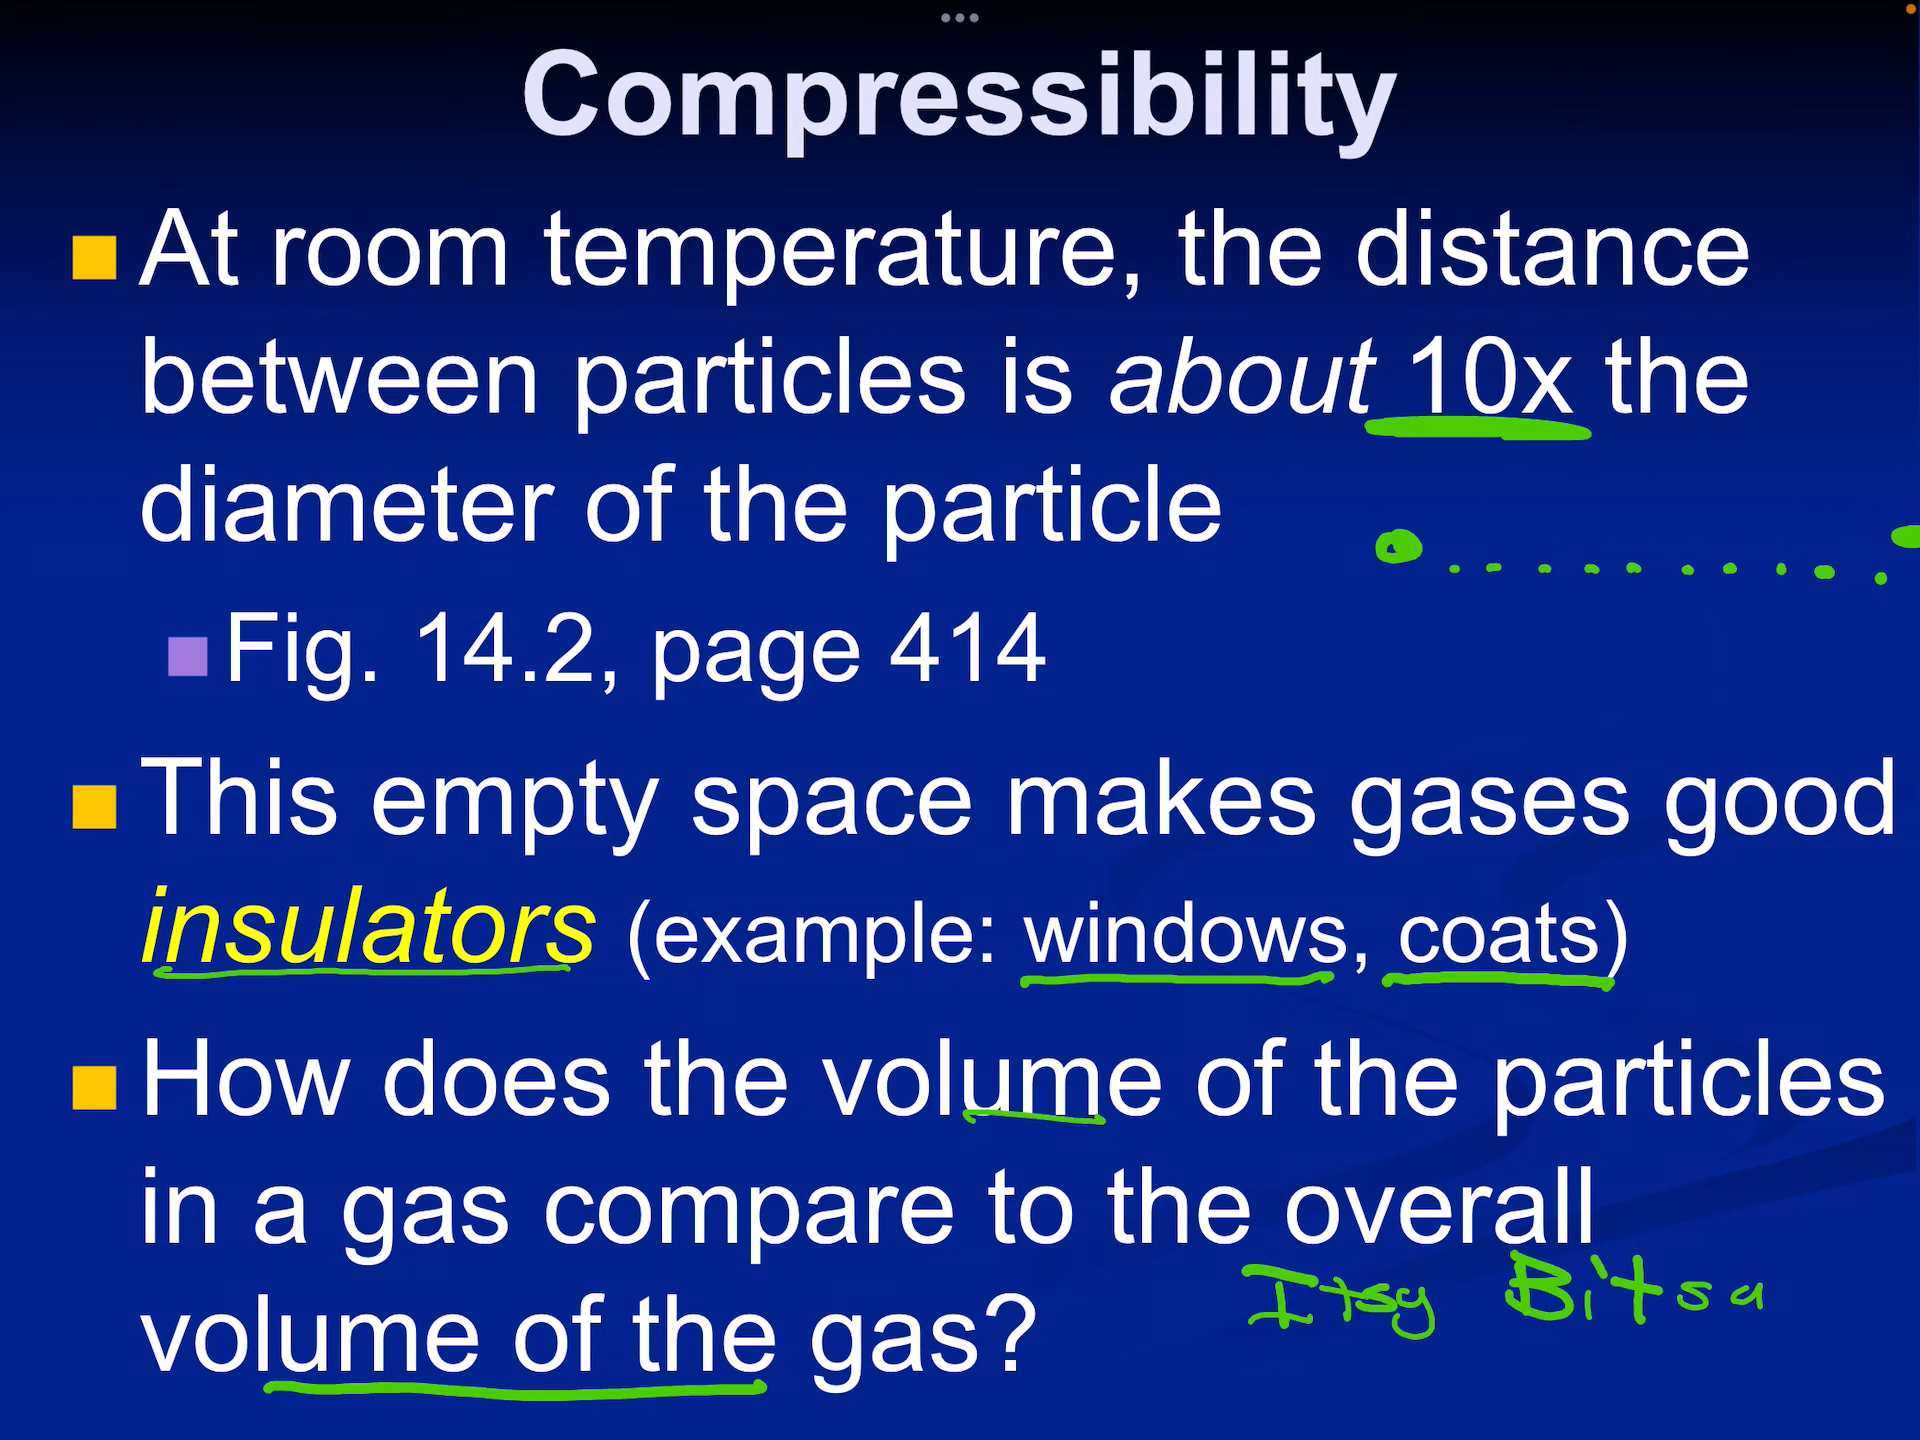 Compressibility
At room temperature, the distance
between particles is about 10x the
diameter of the particle
Fig. 14.2, page 414
This empty space makes gases good
insulators (example: windows, coats)
How does the volume of the particles
in a gas compare to the overall
Itsy Bitsy
volume of the gas?